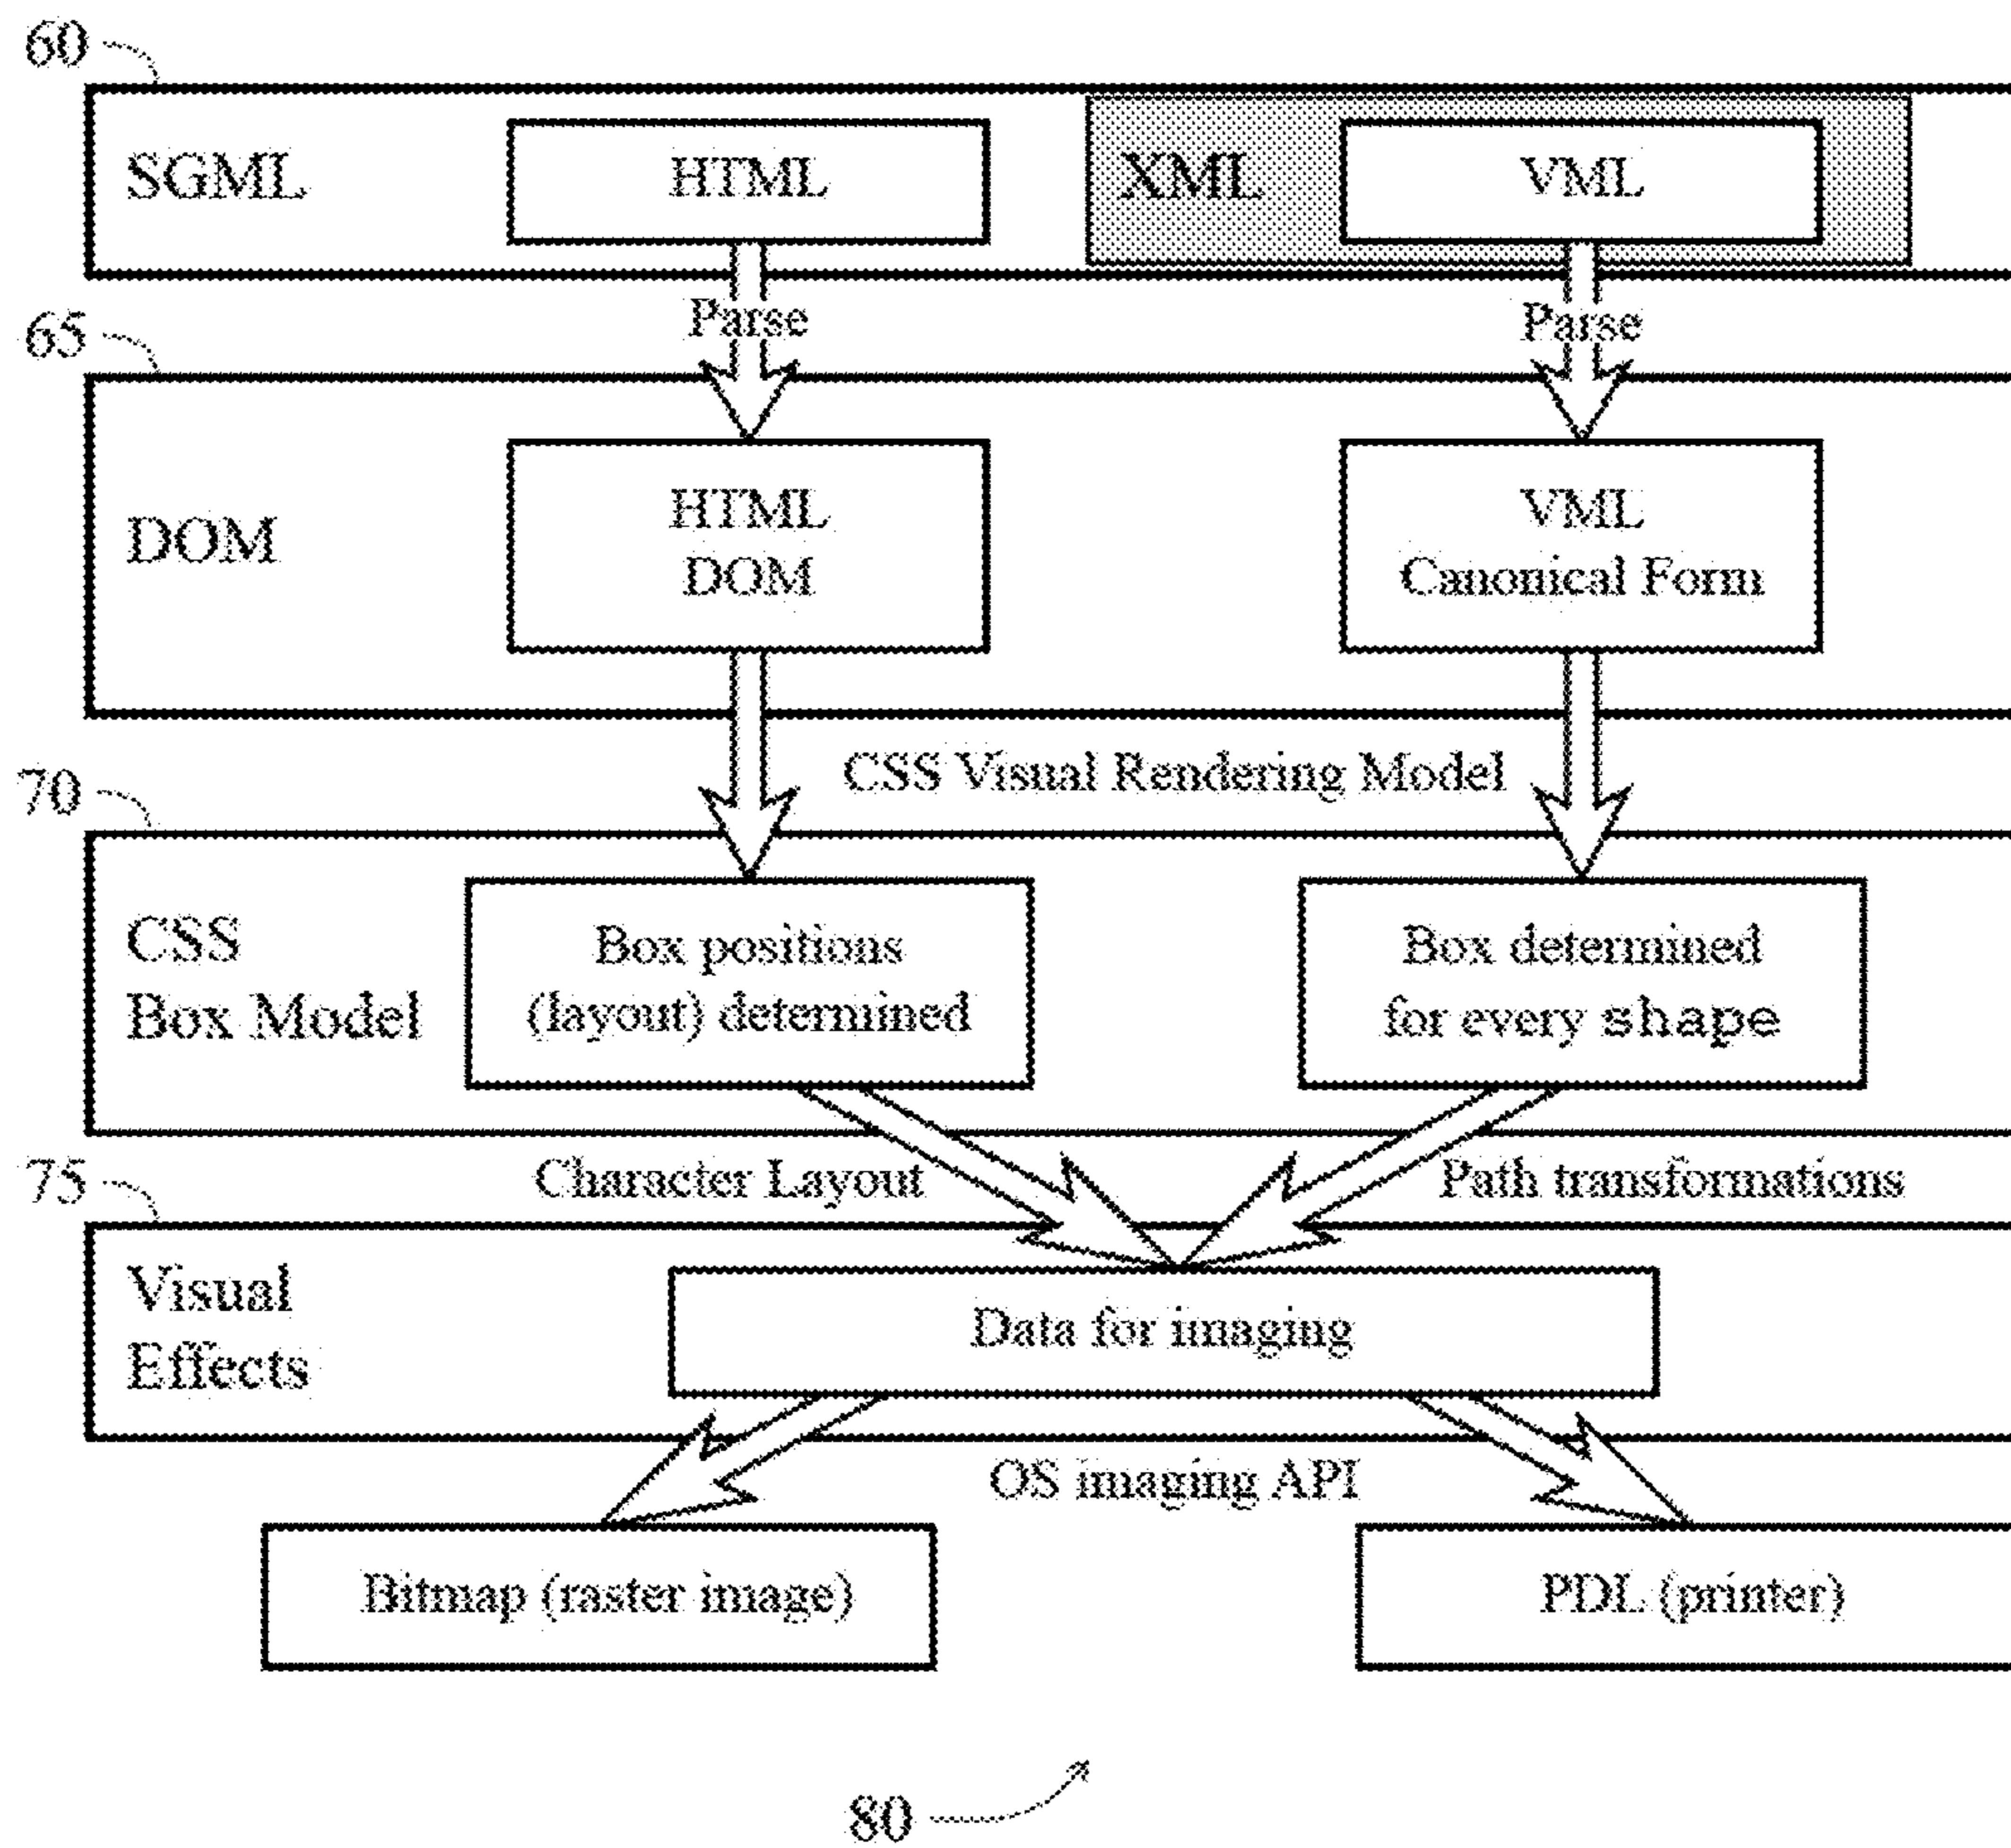 60
SGML
HTML
XML
VML
Parse
Parse
65
DOM
HTML
DOM
VML
Canonical Form
CSS Visual Rendering Model
70
CSS
Box Model
Box positions
(layout) determined
Box determined
for every shape
Character Layout
Path transformations
75
Visual
Effects
Data for imaging
OS imaging API
Bitmap (raster image)
PDL (printer)
80